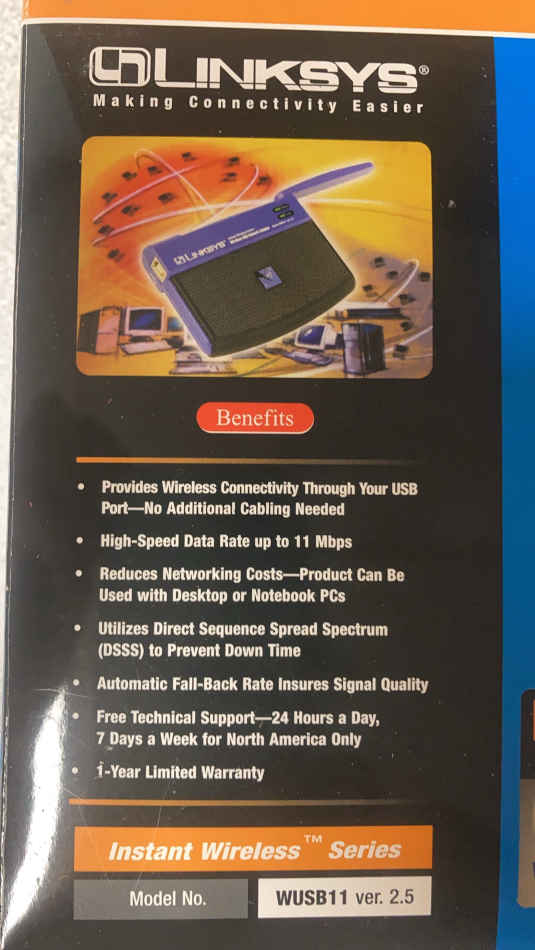 LINKSYS®
Making Connectivity Easier
LINKSYS
Benefits
• Provides Wireless Connectivity Through Your USB
Port—No Additional Cabling Needed
• High-Speed Data Rate up to 11 Mbps
• Reduces Networking Costs—Product Can Be
Used with Desktop or Notebook PCs
• Utilizes Direct Sequence Spread Spectrum
(DSSS) to Prevent Down Time
• Automatic Fall-Back Rate Insures Signal Quality
• Free Technical Support—24 Hours a Day,
7 Days a Week for North America Only
• 1-Year Limited Warranty
Instant Wireless™ Series
Model No. WUSB11 ver. 2.5